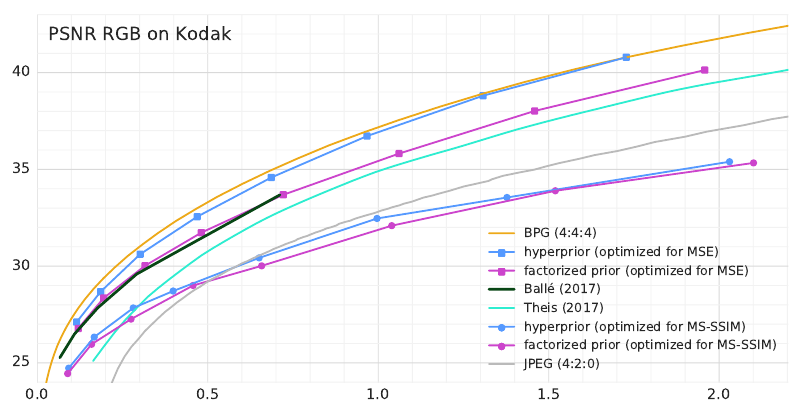 PSNR RGB on Kodak
40
35
30
25
BPG (4:4:4)
hyperprior (optimized for MSE)
factorized prior (optimized for MSE)
Ballé (2017)
Theis (2017)
hyperprior (optimized for MS-SSIM)
factorized prior (optimized for MS-SSIM)
JPEG (4:2:0)
0.0 0.5 1.0 1.5 2.0